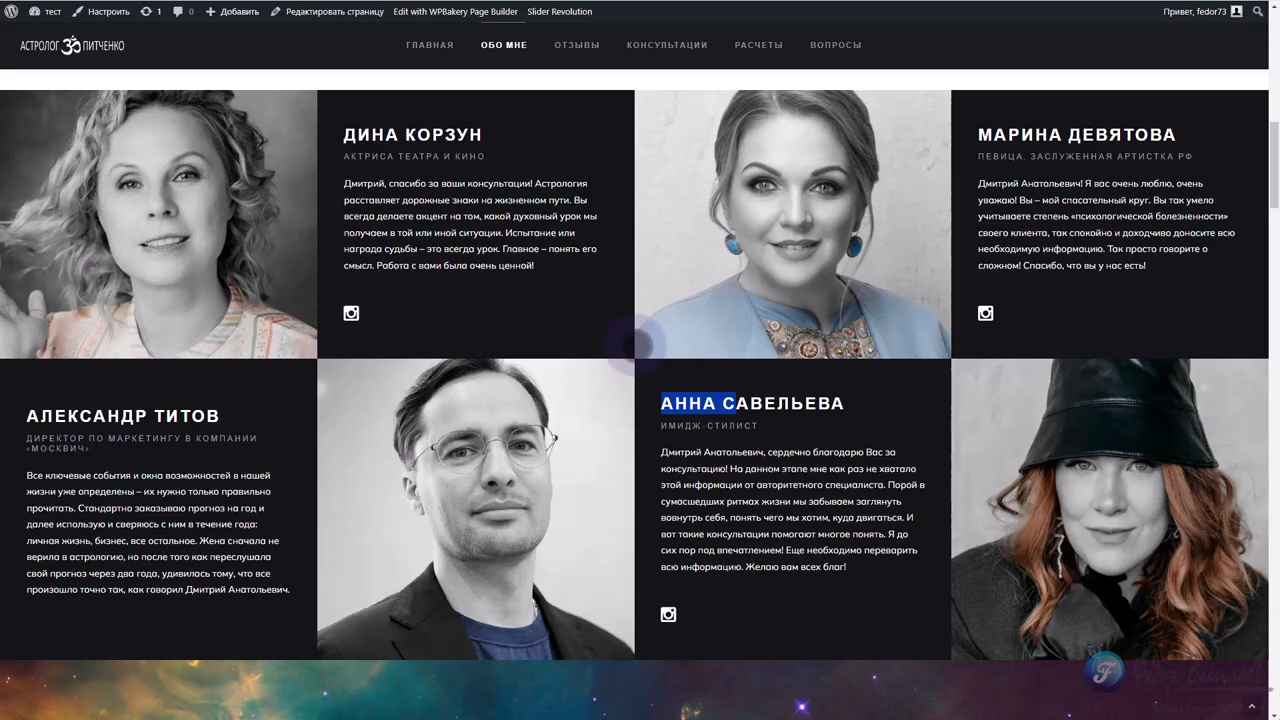 тест
Настроить
1
0
Добавить
Редактировать страницу
Edit with WPBakery Page Builder
Slider Revolution
Привет, fedor73
АСТРОЛОГ ПИТЧЕНКО
ГЛАВНАЯ
ОБО МНЕ
ОТЗЫВЫ
КОНСУЛЬТАЦИИ
РАСЧЕТЫ
ВОПРОСЫ
ДИНА КОРЗУН
АКТРИСА ТЕАТРА И КИНО
Дмитрий, спасибо за ваши консультации! Астрология
расставляет дорожные знаки на жизненном пути. Вы
всегда делаете акцент на том, какой духовный урок мы
получаем в той или иной ситуации. Испытание или
награда судьбы – это всегда урок. Главное – понять его
смысл. Работа с вами была очень ценной!
МАРИНА ДЕВЯТОВА
ПЕВИЦА, ЗАСЛУЖЕННАЯ АРТИСТКА РФ
Дмитрий Анатольевич! Я вас очень люблю, очень
уважаю! Вы – мой спасательный круг. Вы так умело
учитываете степень «психологической болезненности»
своего клиента, так спокойно и доходчиво доносите всю
необходимую информацию. Так просто говорите о
сложном! Спасибо, что вы у нас есть!
АЛЕКСАНДР ТИТОВ
ДИРЕКТОР ПО МАРКЕТИНГУ В КОМПАНИИ
«МОСКВИЧ»
Все ключевые события и окна возможностей в нашей
жизни уже определены – их нужно только правильно
прочитать. Стандартно заказываю прогноз на год и
далее использую и сверяюсь с ним в течение года:
личная жизнь, бизнес, все остальное. Жена сначала не
верила в астрологию, но после того как переслушала
свой прогноз через два года, удивилась тому, что все
произошло точно так, как говорил Дмитрий Анатольевич.
АННА САВЕЛЬЕВА
ИМИДЖ-СТИЛИСТ
Дмитрий Анатольевич, сердечно благодарю Вас за
консультацию! На данном этапе мне как раз не хватало
этой информации от авторитетного специалиста. Порой в
сумасшедших ритмах жизни мы забываем заглянуть
вовнутрь себя, понять чего мы хотим, куда двигаться. И
вот такие консультации помогают многое понять. Я до
сих пор под впечатлением! Еще необходимо переварить
всю информацию. Желаю вам всех благ!